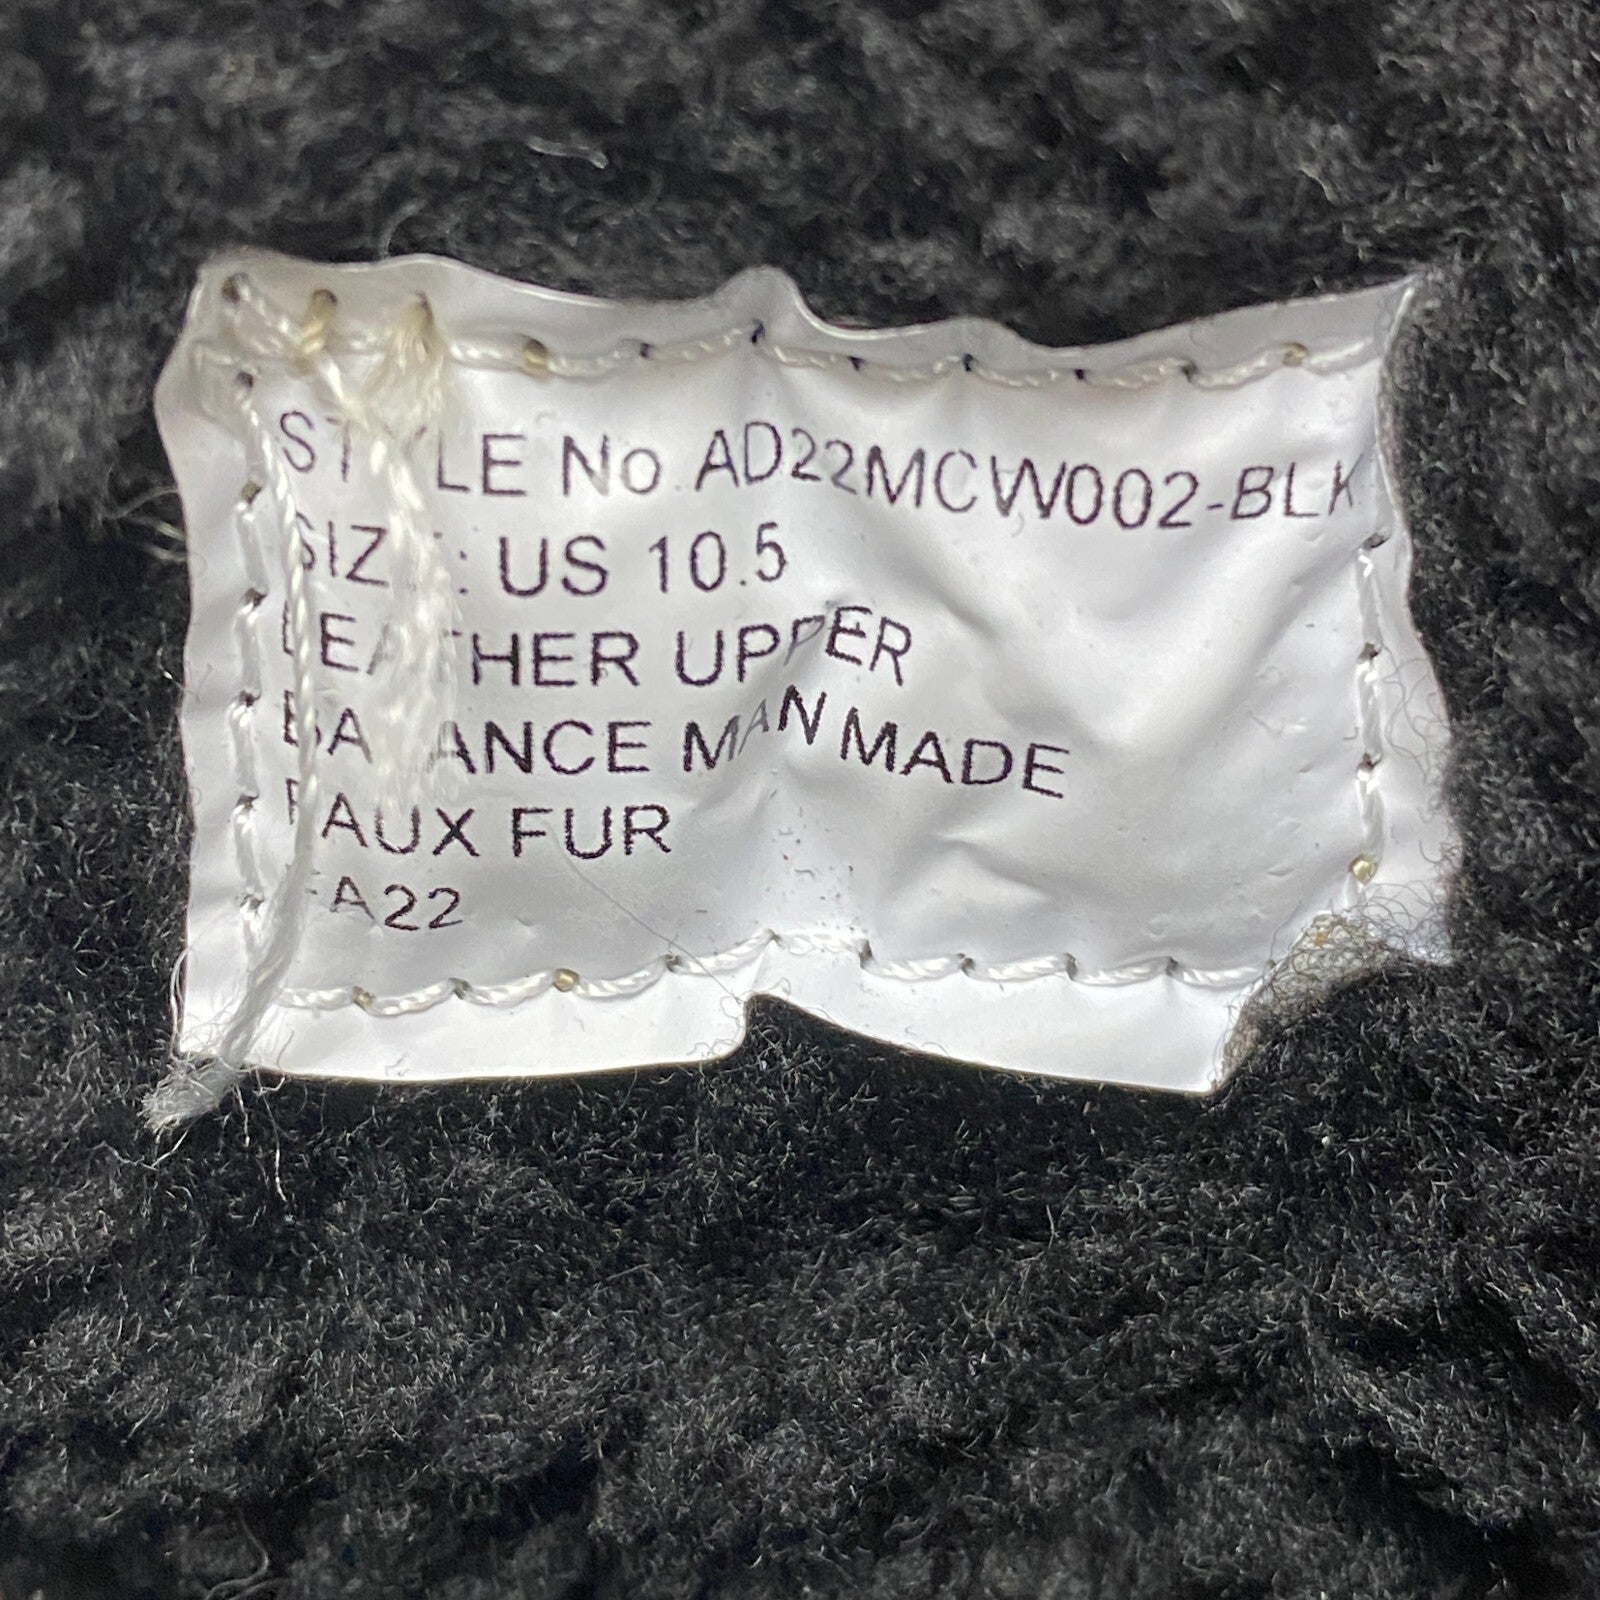 STYLE No. AD22MCW002-BLK
SIZE: US 10.5
LEATHER UPPER
BALANCE MAN MADE
FAUX FUR
FA22